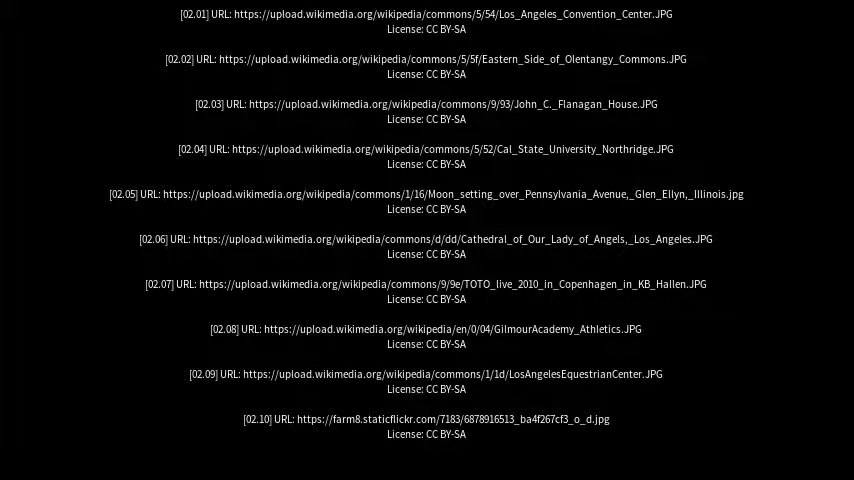 [02.01] URL: https://upload.wikimedia.org/wikipedia/commons/5/54/Los_Angeles_Convention_Center.JPG
License: CC BY-SA
[02.02] URL: https://upload.wikimedia.org/wikipedia/commons/5/5f/Eastern_Side_of_Olentangy_Commons.JPG
License: CC BY-SA
[02.03] URL: https://upload.wikimedia.org/wikipedia/commons/9/93/John_C._Flanagan_House.JPG
License: CC BY-SA
[02.04] URL: https://upload.wikimedia.org/wikipedia/commons/5/52/Cal_State_University_Northridge.JPG
License: CC BY-SA
[02.05] URL: https://upload.wikimedia.org/wikipedia/commons/1/16/Moon_setting_over_Pennsylvania_Avenue,_Glen_Ellyn,_Illinois.jpg
License: CC BY-SA
[02.06] URL: https://upload.wikimedia.org/wikipedia/commons/d/dd/Cathedral_of_Our_Lady_of_Angels,_Los_Angeles.JPG
License: CC BY-SA
[02.07] URL: https://upload.wikimedia.org/wikipedia/commons/9/9e/TOTO_live_2010_in_Copenhagen_in_KB_Hallen.JPG
License: CC BY-SA
[02.08] URL: https://upload.wikimedia.org/wikipedia/en/0/04/GilmourAcademy_Athletics.JPG
License: CC BY-SA
[02.09] URL: https://upload.wikimedia.org/wikipedia/commons/1/1d/LosAngelesEquestrianCenter.JPG
License: CC BY-SA
[02.10] URL: https://farm8.staticflickr.com/7183/6878916513_ba4f267cf3_o_d.jpg
License: CC BY-SA